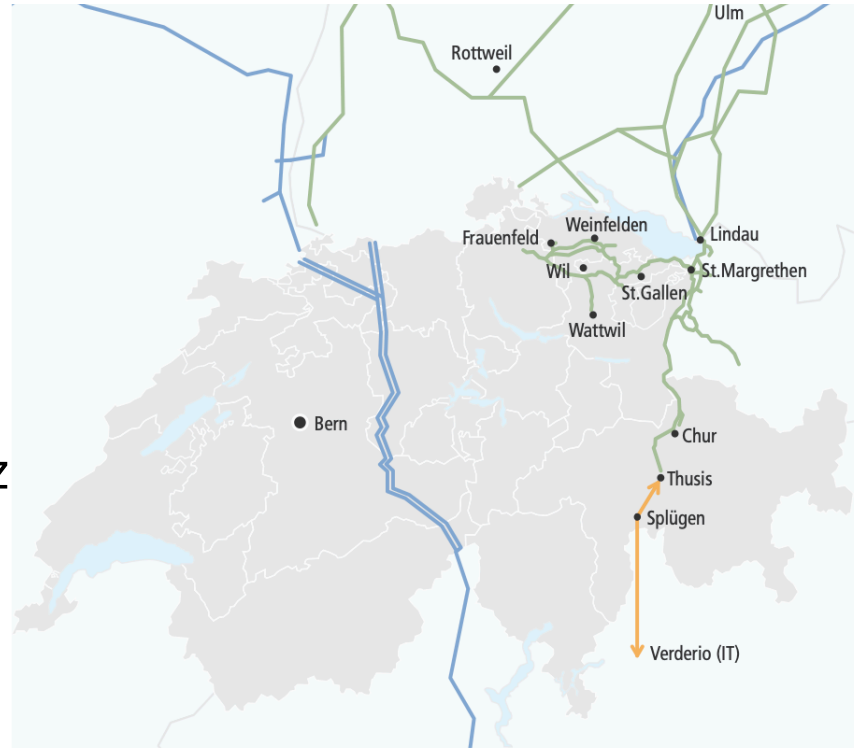 Ulm
Rottweil
Weinfelden
Frauenfeld
Lindau
Wil
St.Margrethen
St.Gallen
Wattwil
Bern
Chur
z
Thusis
Splügen
Verderio (IT)